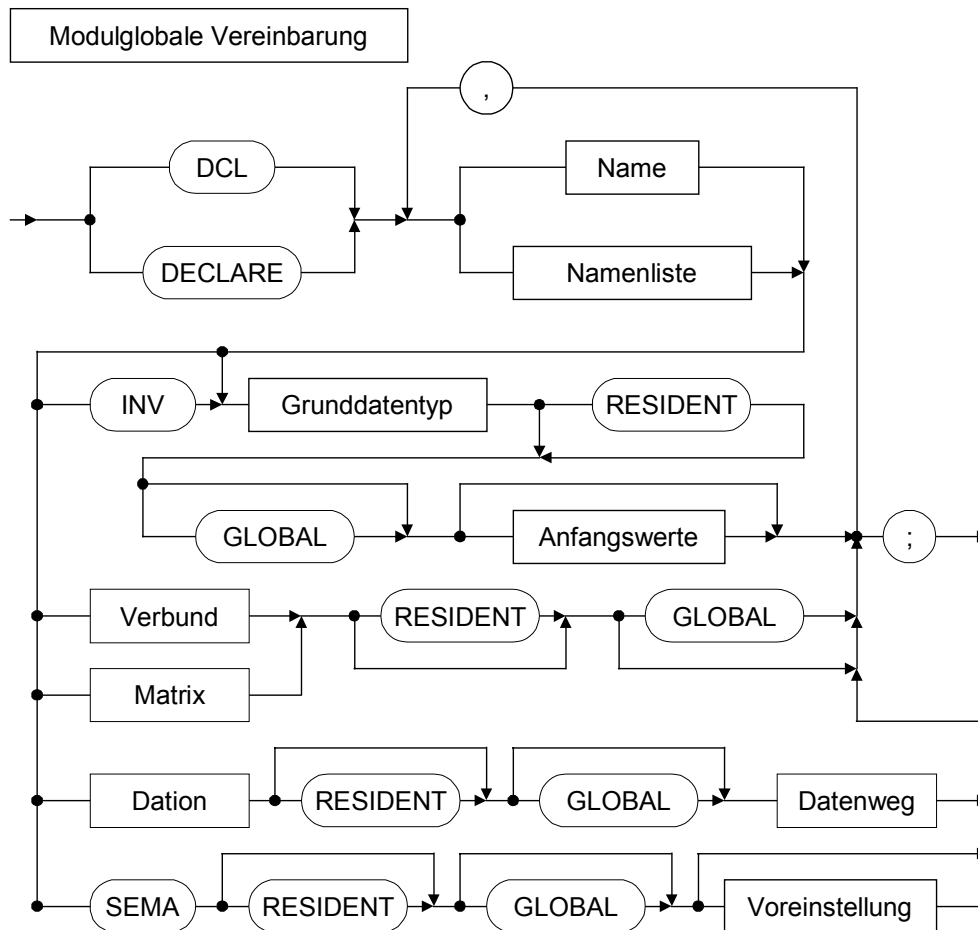 Modulglobale Vereinbarung
,
DCL
Name
DECLARE
Namenliste
INV
Grunddatentyp
RESIDENT
GLOBAL
Anfangswerte
;
Verbund
RESIDENT
GLOBAL
Matrix
Dation
RESIDENT
GLOBAL
Datenweg
SEMA
RESIDENT
GLOBAL
Voreinstellung